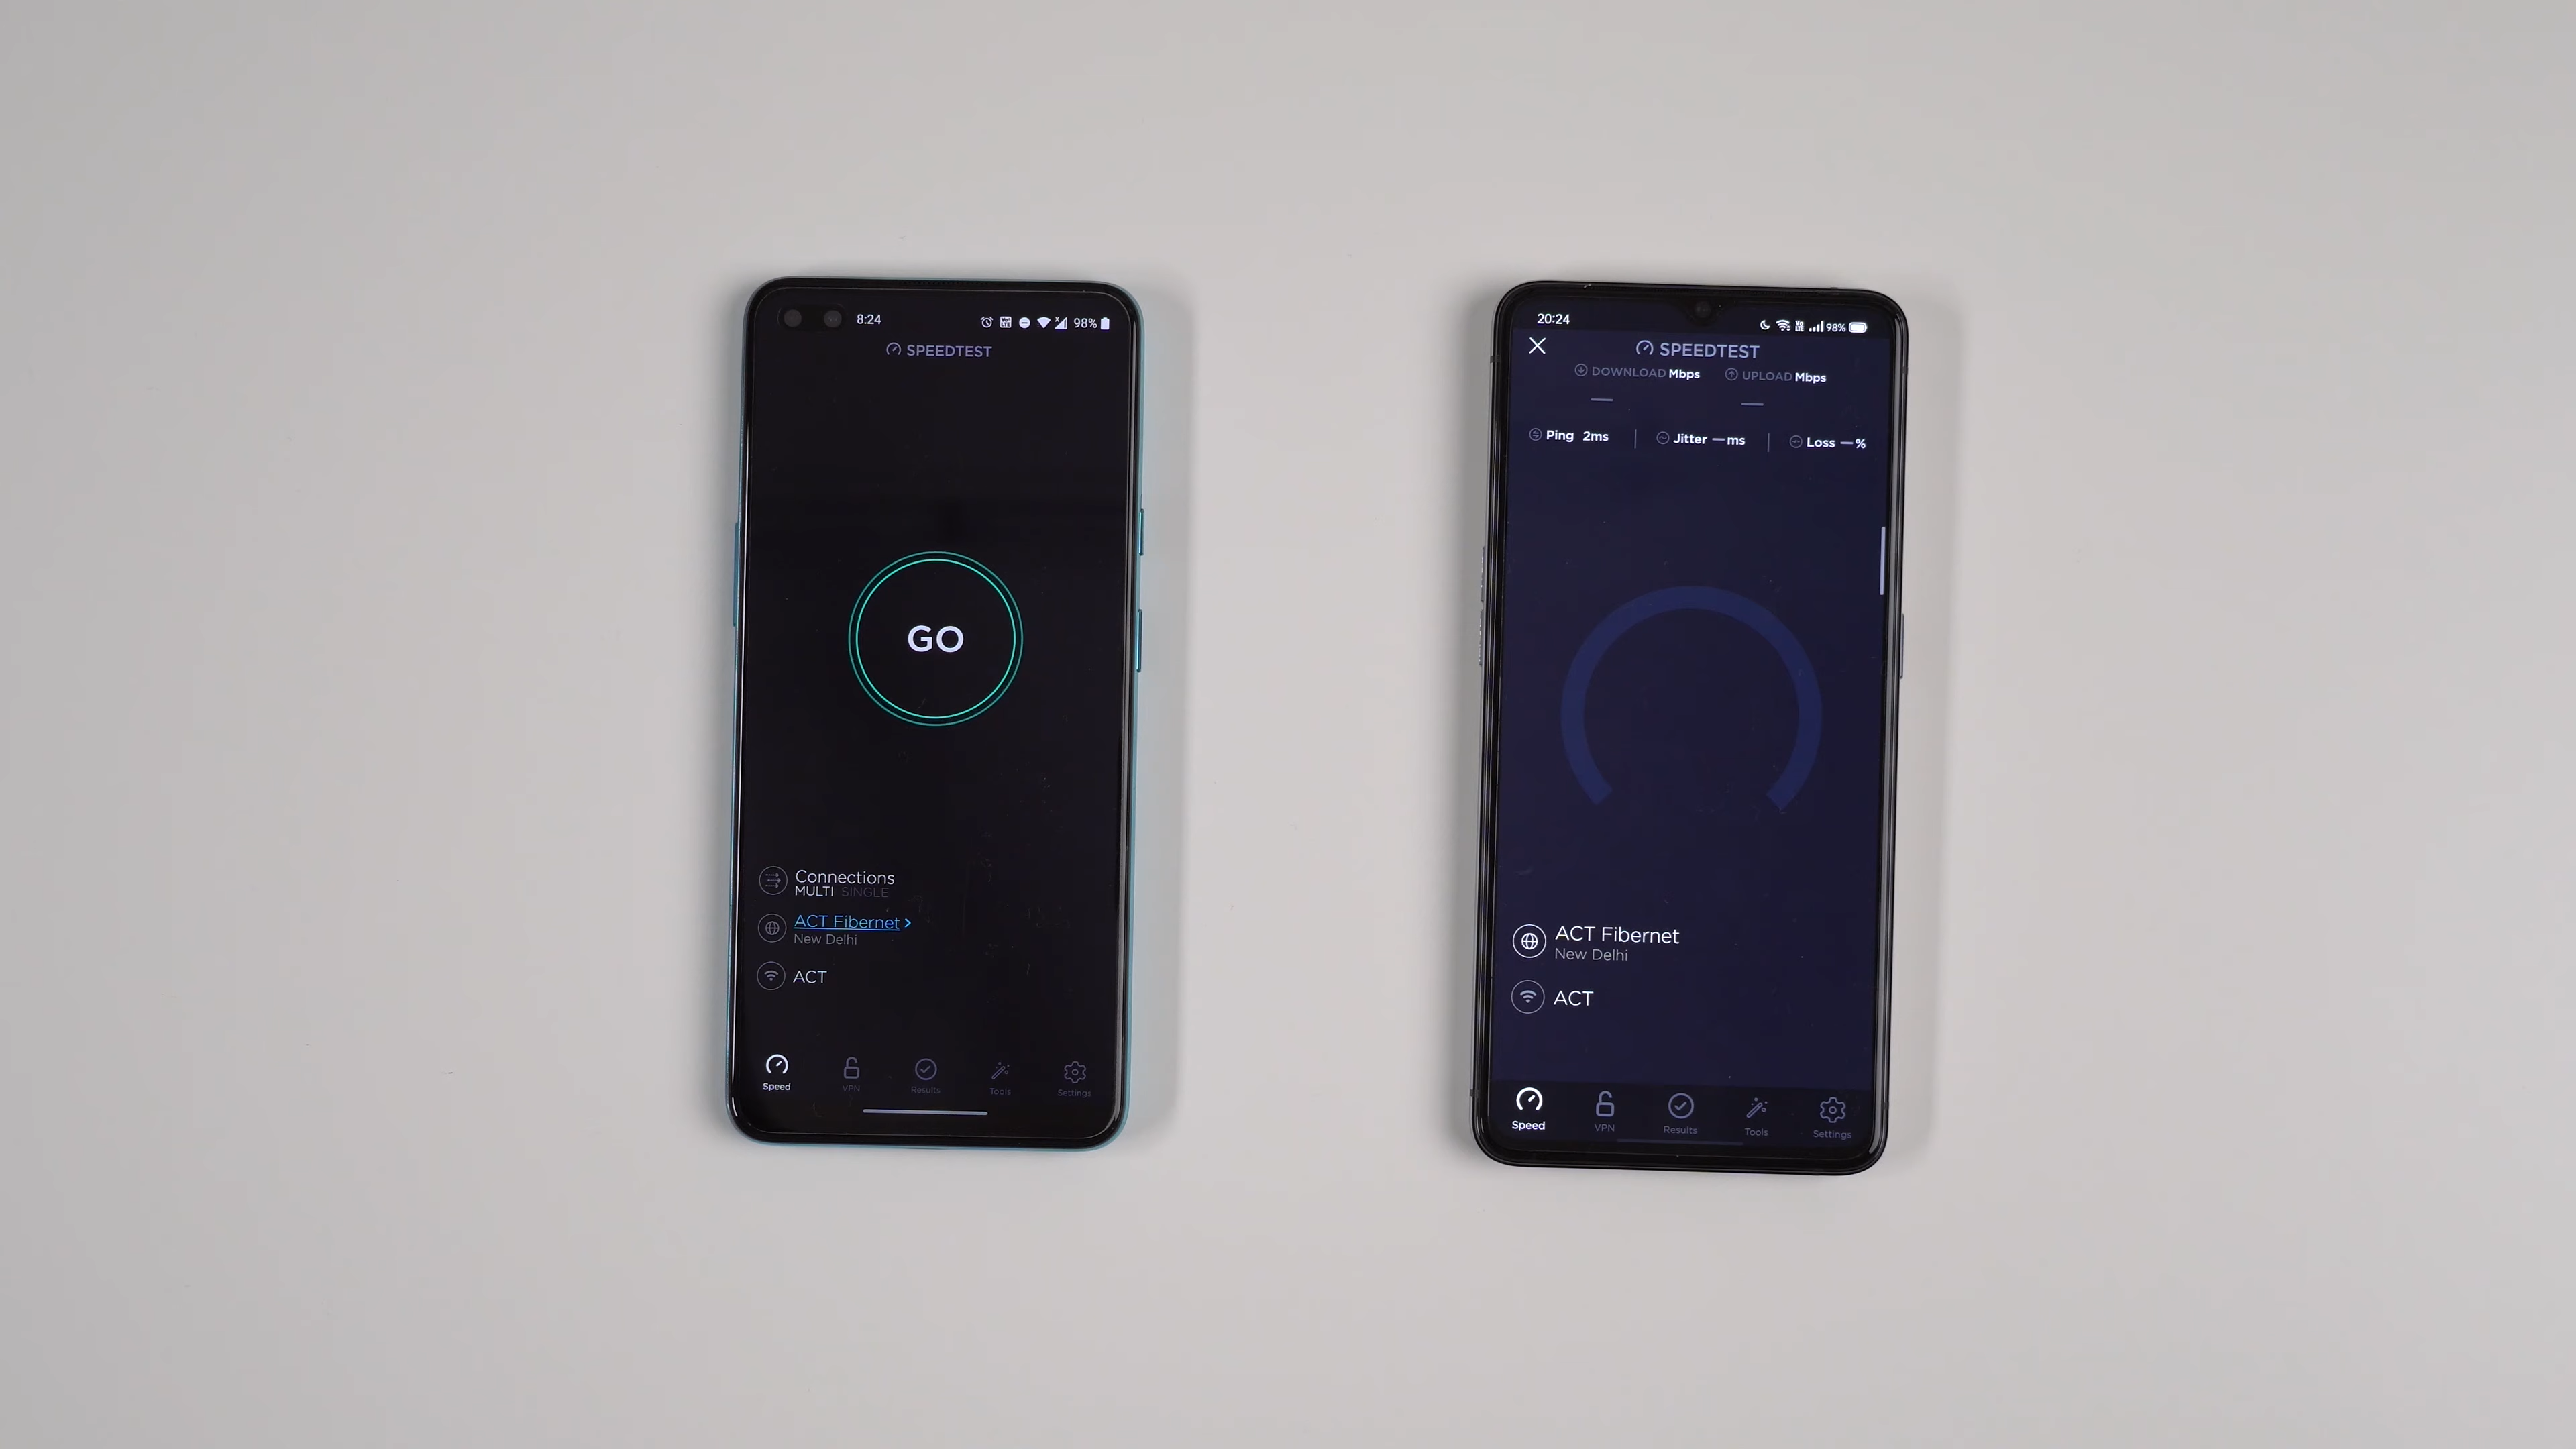 8:24
98%
SPEEDTEST
GO
Connections
MULTI SINGLE
ACT Fibernet >
New Delhi
ACT
Speed VPN Results Tools Settings
20:24
98%
SPEEDTEST
DOWNLOAD Mbps UPLOAD Mbps
— —
Ping 2ms | Jitter — ms | Loss — %
ACT Fibernet
New Delhi
ACT
Speed VPN Results Tools Settings